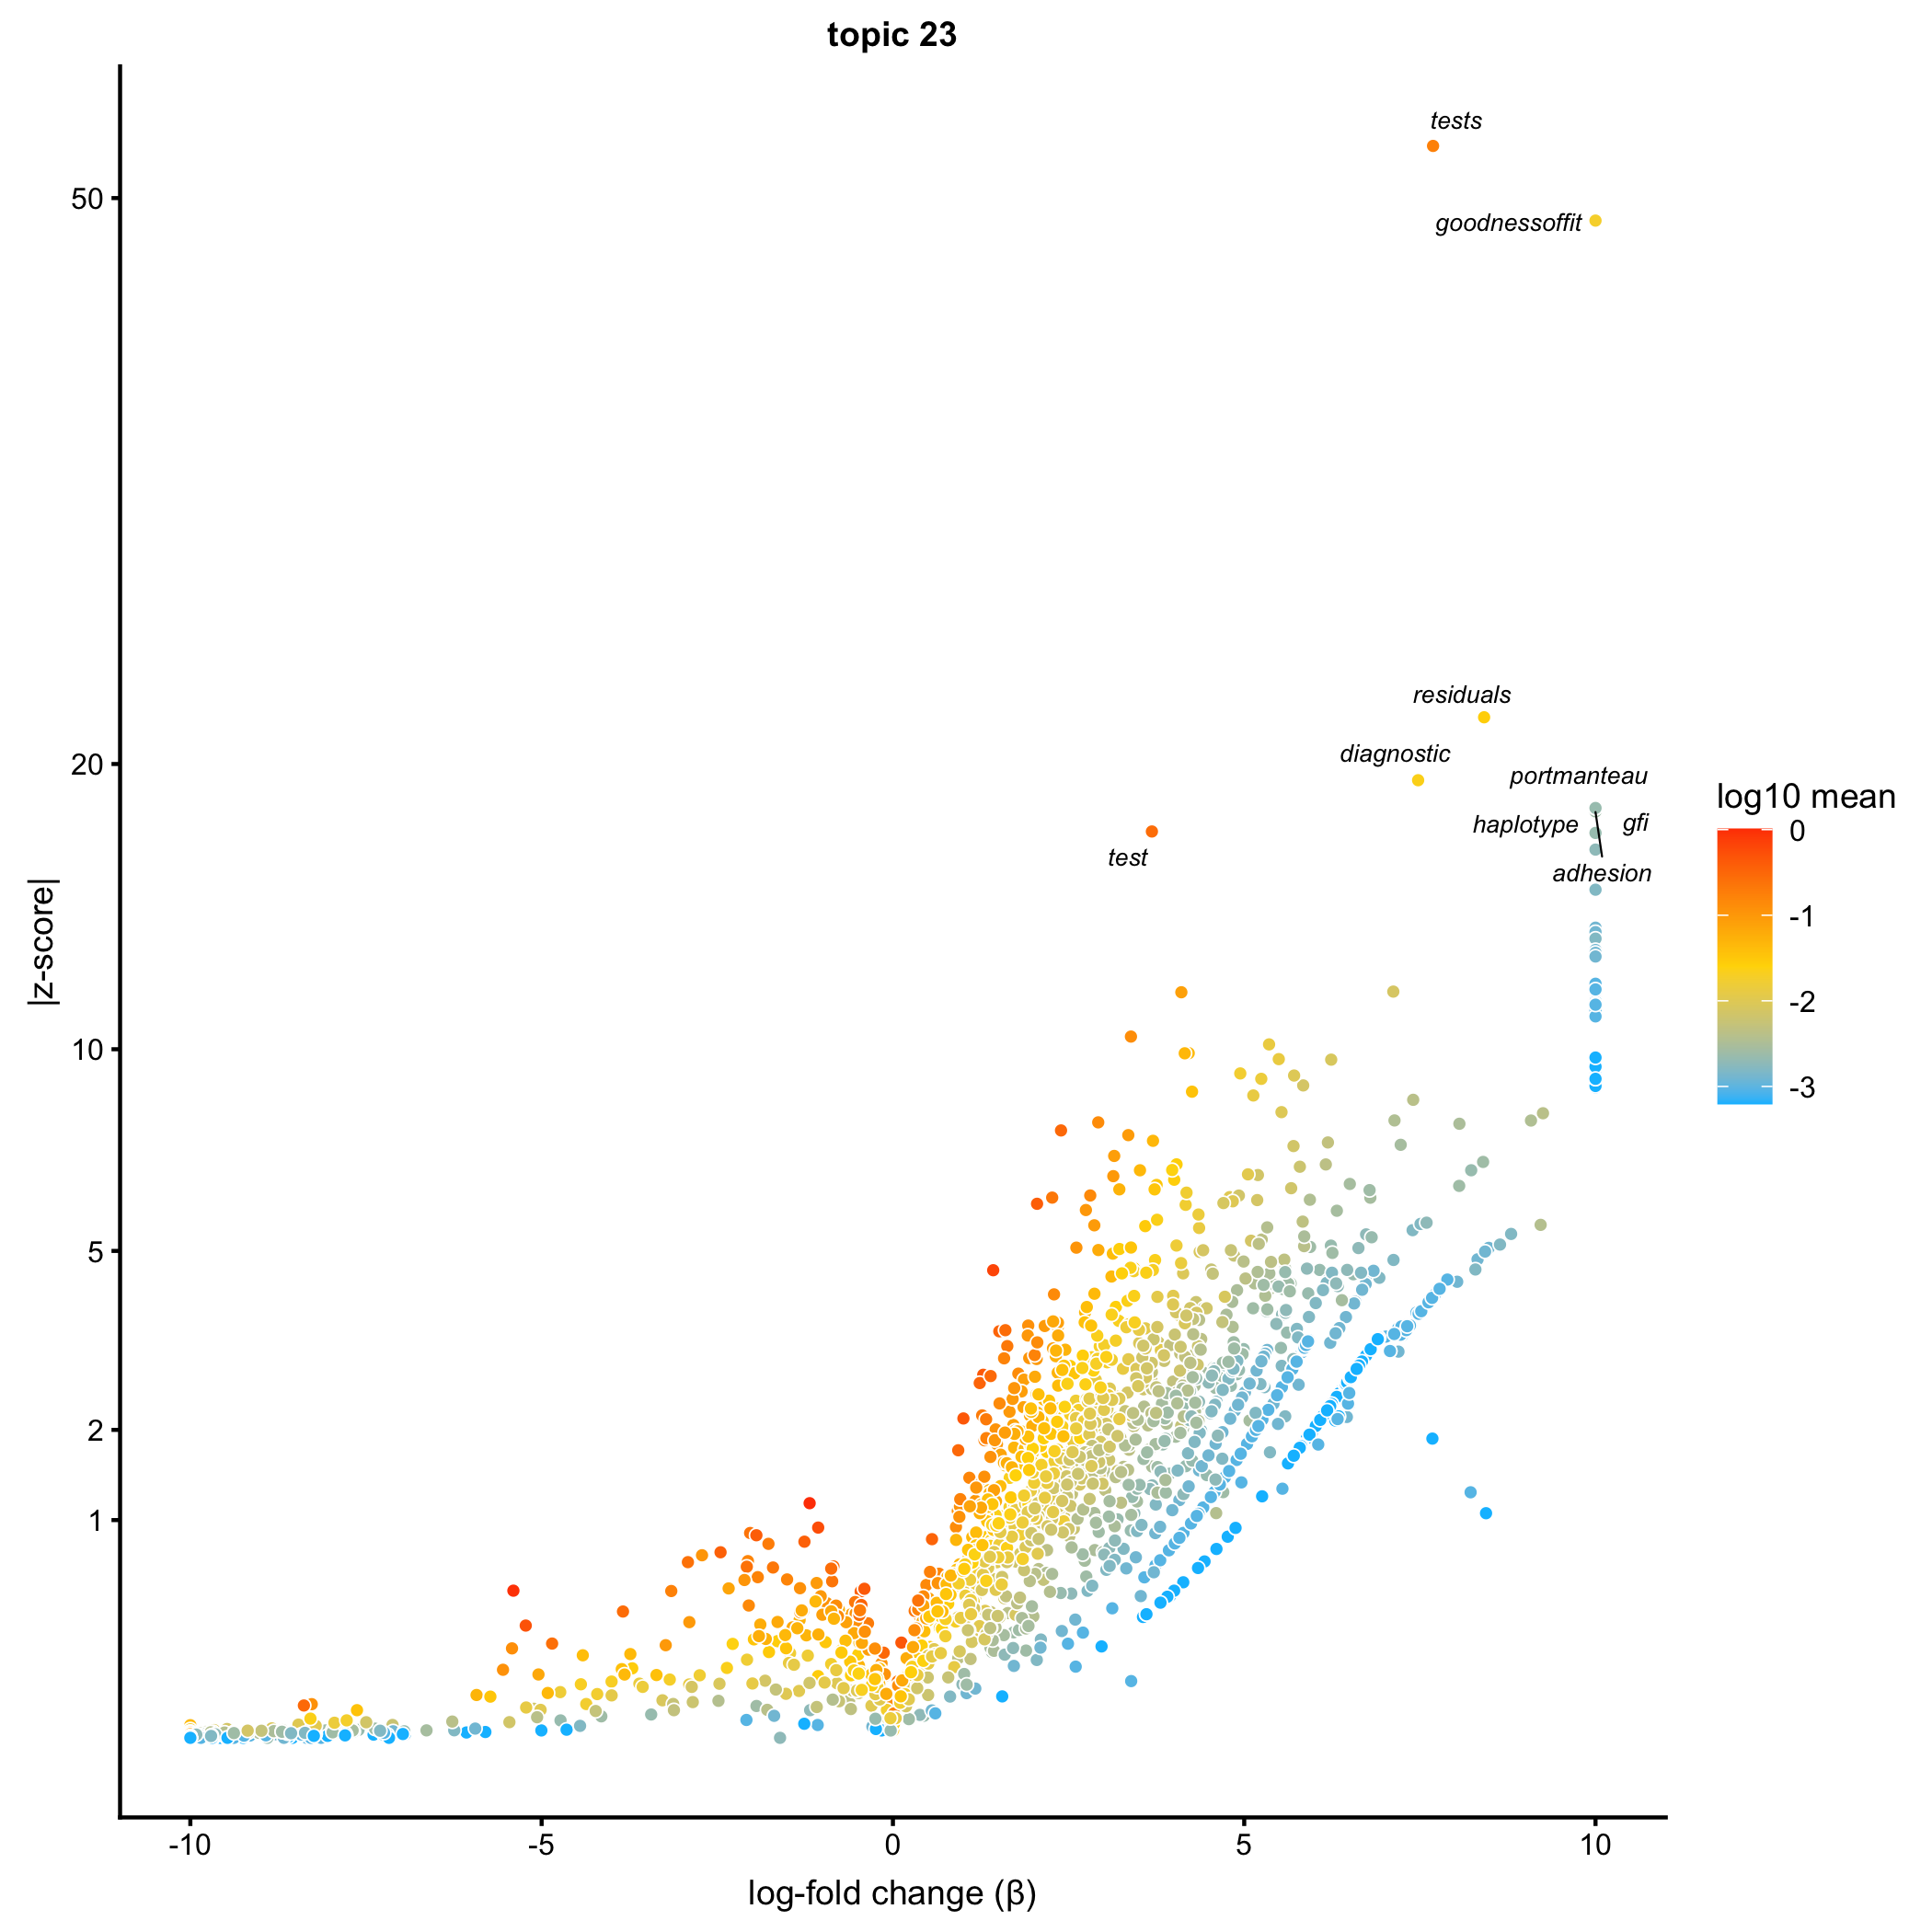 topic 23
tests
50
goodnessoffit
residuals
diagnostic
20
portmanteau
log10 mean
haplotype
gfi
0
test
adhesion
-1
|z-score|
-2
10
-3
5
2
1
-10
-5
0
5
10
log-fold change (β)